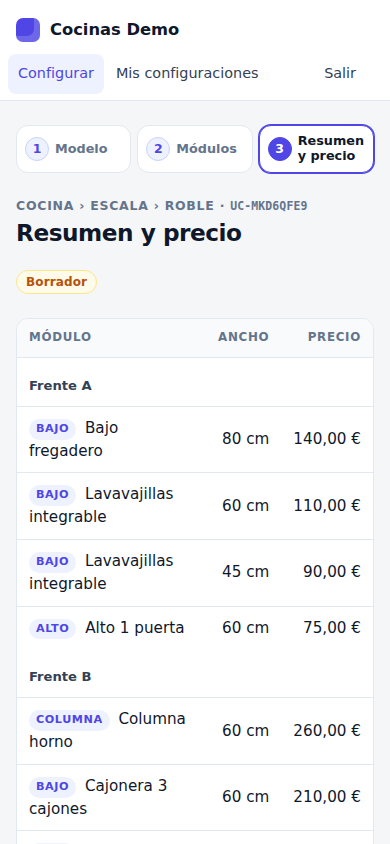 Cocinas Demo
Configurar Mis configuraciones Salir
1 Modelo 2 Módulos 3 Resumen y precio
COCINA › ESCALA › ROBLE · UC-MKD6QFE9
Resumen y precio
Borrador
MÓDULO ANCHO PRECIO
Frente A
BAJO Bajo fregadero 80 cm 140,00 €
BAJO Lavavajillas integrable 60 cm 110,00 €
BAJO Lavavajillas integrable 45 cm 90,00 €
ALTO Alto 1 puerta 60 cm 75,00 €
Frente B
COLUMNA Columna horno 60 cm 260,00 €
BAJO Cajonera 3 cajones 60 cm 210,00 €